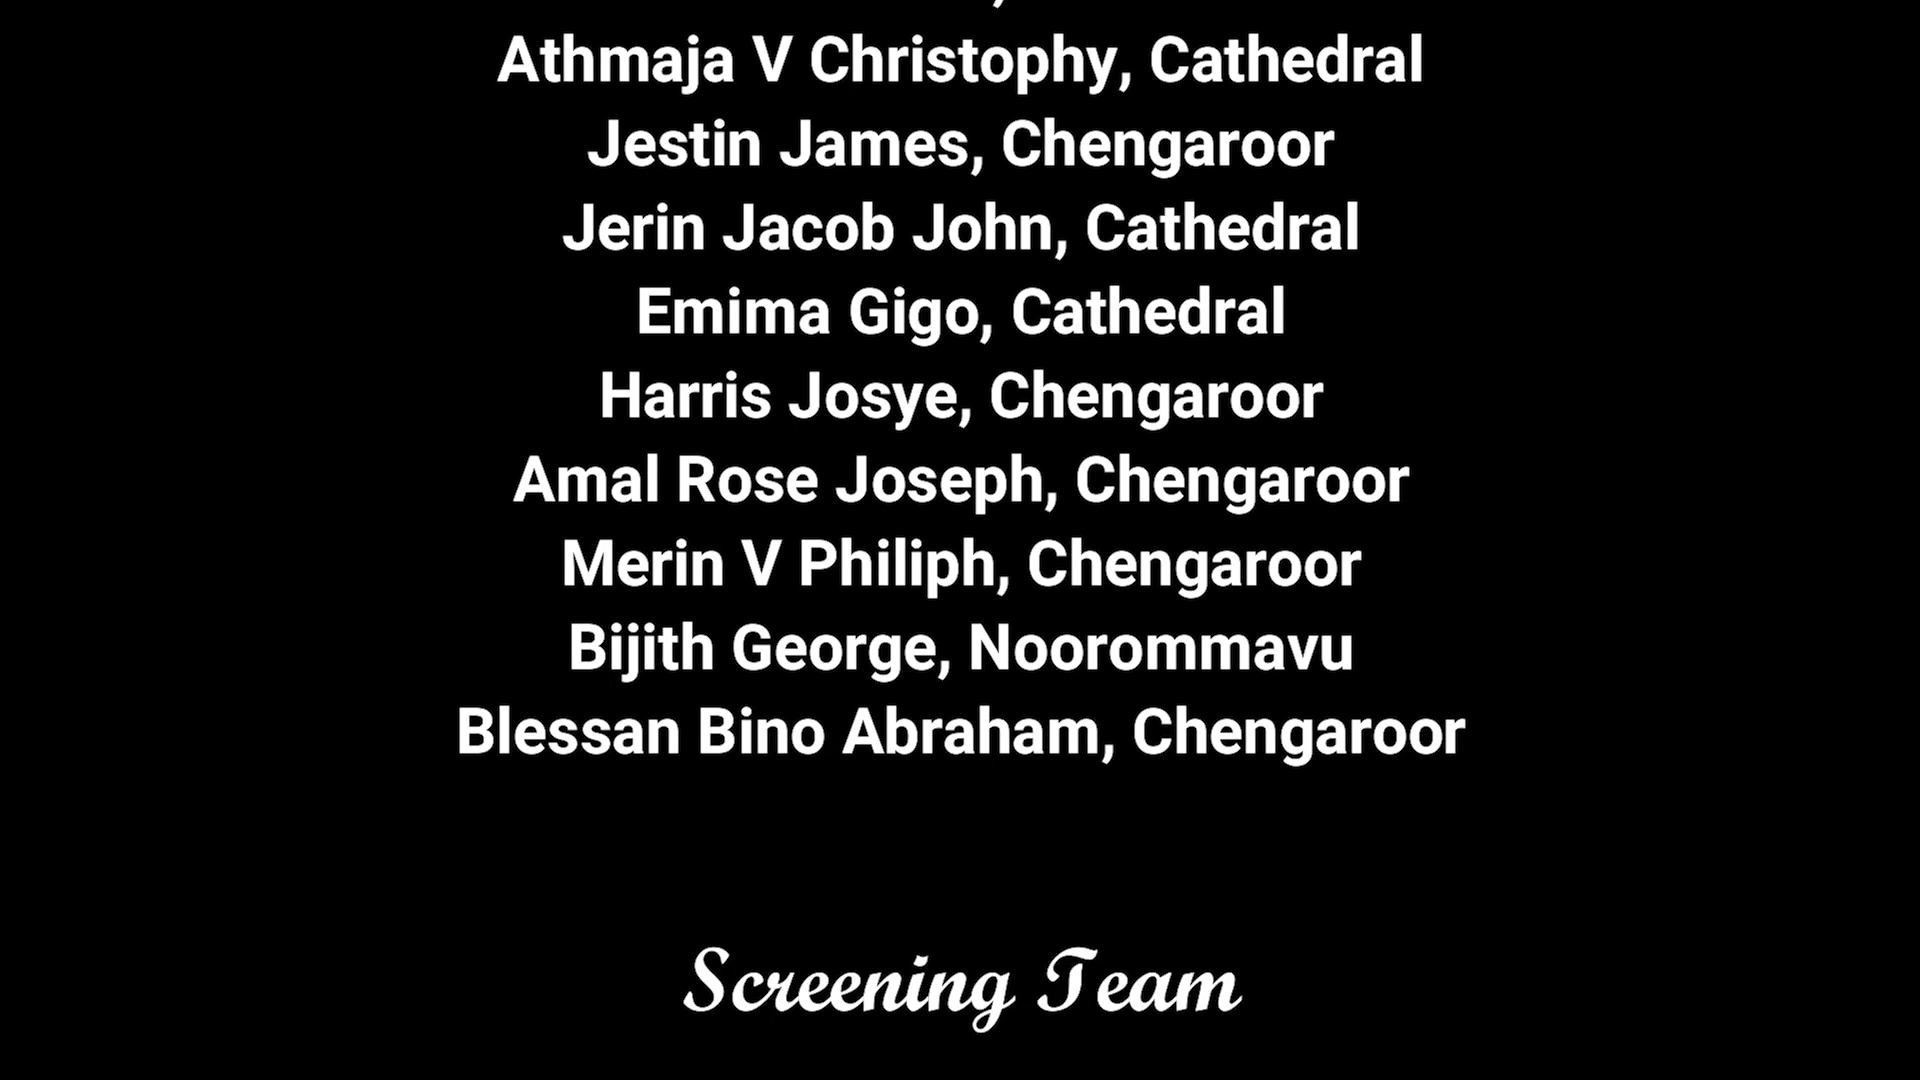 Athmaja V Christophy, Cathedral
Jestin James, Chengaroor
Jerin Jacob John, Cathedral
Emima Gigo, Cathedral
Harris Josye, Chengaroor
Amal Rose Joseph, Chengaroor
Merin V Philiph, Chengaroor
Bijith George, Noorommavu
Blessan Bino Abraham, Chengaroor
Screening Team